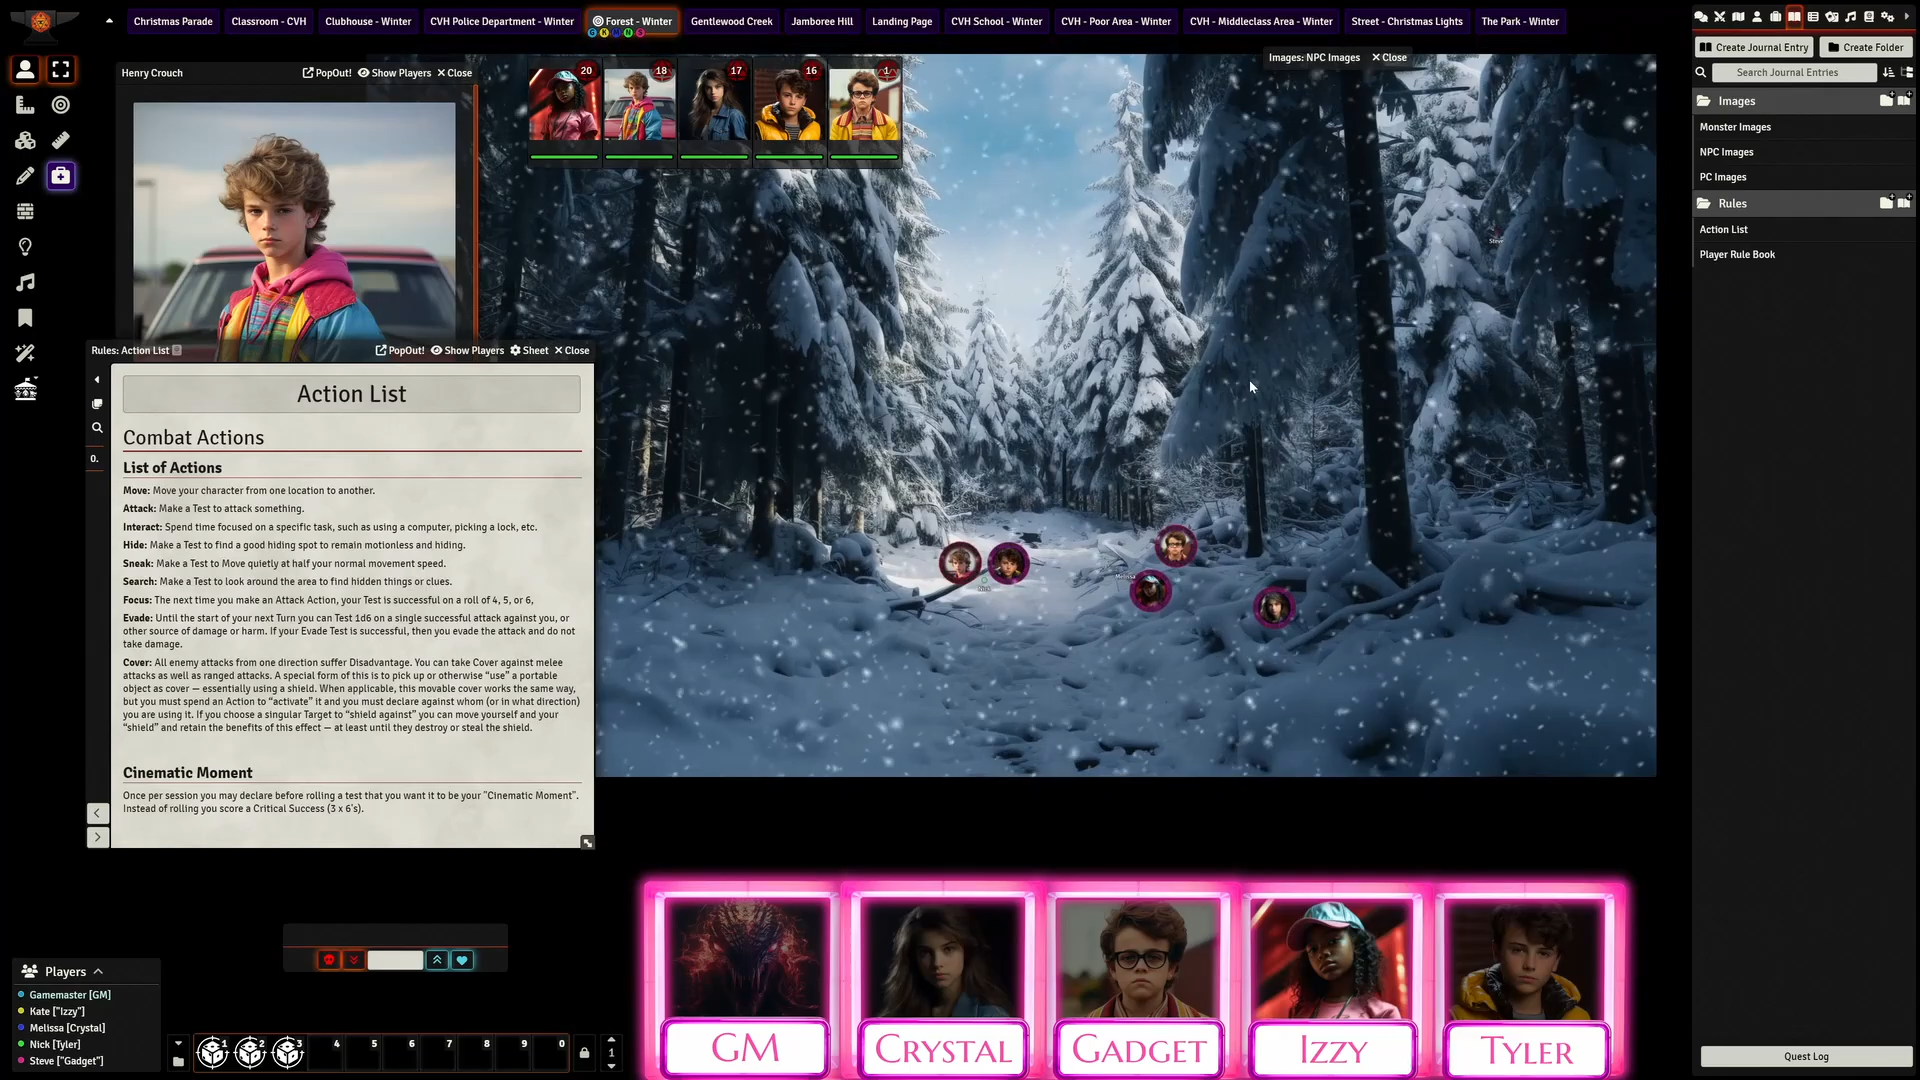 Christmas Parade
Classroom - CVH
Clubhouse - Winter
CVH Police Department - Winter
Forest - Winter
Gentlewood Creek
Jamboree Hill
Landing Page
CVH School - Winter
CVH - Poor Area - Winter
CVH - Middleclass Area - Winter
Street - Christmas Lights
The Park - Winter
G K M N S
Henry Crouch
PopOut! Show Players Close
20
18
17
16
1
Images: NPC Images Close
Create Journal Entry Create Folder
Search Journal Entries
Images
Monster Images
NPC Images
PC Images
Rules
Action List
Player Rule Book
Quest Log
Steve
Nick
Melissa
Rules: Action List
PopOut! Show Players Sheet Close
0.
Action List
Combat Actions
List of Actions
Move: Move your character from one location to another.
Attack: Make a Test to attack something.
Interact: Spend time focused on a specific task, such as using a computer, picking a lock, etc.
Hide: Make a Test to find a good hiding spot to remain motionless and hiding.
Sneak: Make a Test to Move quietly at half your normal movement speed.
Search: Make a Test to look around the area to find hidden things or clues.
Focus: The next time you make an Attack Action, your Test is successful on a roll of 4, 5, or 6,
Evade: Until the start of your next Turn you can Test 1d6 on a single successful attack against you, or
other source of damage or harm. If your Evade Test is successful, then you evade the attack and do not
take damage.
Cover: All enemy attacks from one direction suffer Disadvantage. You can take Cover against melee
attacks as well as ranged attacks. A special form of this is to pick up or otherwise “use” a portable
object as cover — essentially using a shield. When applicable, this movable cover works the same way,
but you must spend an Action to “activate” it and you must declare against whom (or in what direction)
you are using it. If you choose a singular Target to “shield against” you can move yourself and your
“shield” and retain the benefits of this effect — at least until they destroy or steal the shield.
Cinematic Moment
Once per session you may declare before rolling a test that you want it to be your "Cinematic Moment".
Instead of rolling you score a Critical Success (3 x 6's).
Players
Gamemaster [GM]
Kate ["Izzy"]
Melissa [Crystal]
Nick [Tyler]
Steve ["Gadget"]
1 2 3 4 5 6 7 8 9 0
1
GM
Crystal
Gadget
Izzy
Tyler